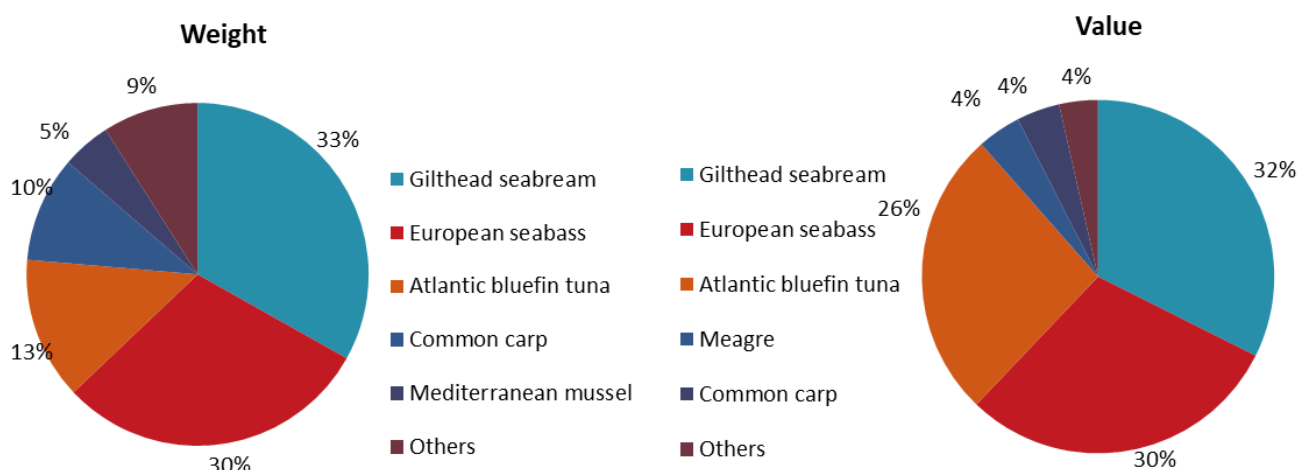 Weight
9%
5%
33%
10%
13%
30%
Gilthead seabream
European seabass
Atlantic bluefin tuna
Common carp
Mediterranean mussel
Others
Value
4%
4%
4%
32%
26%
30%
Gilthead seabream
European seabass
Atlantic bluefin tuna
Meagre
Common carp
Others